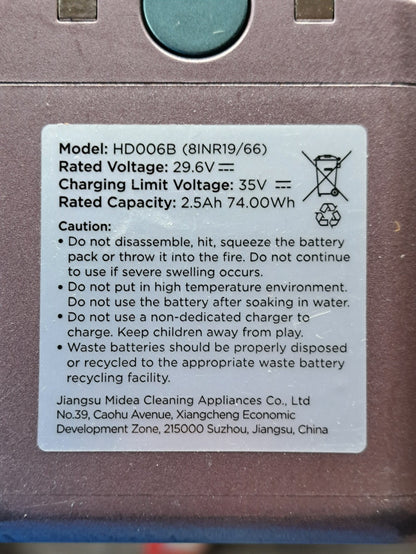 Model: HD006B (8INR19/66)
Rated Voltage: 29.6V⎓
Charging Limit Voltage: 35V ⎓
Rated Capacity: 2.5Ah 74.00Wh
Caution:
• Do not disassemble, hit, squeeze the battery
pack or throw it into the fire. Do not continue
to use if severe swelling occurs.
• Do not put in high temperature environment.
Do not use the battery after soaking in water.
• Do not use a non-dedicated charger to
charge. Keep children away from play.
• Waste batteries should be properly disposed
or recycled to the appropriate waste battery
recycling facility.
Jiangsu Midea Cleaning Appliances Co., Ltd
No.39, Caohu Avenue, Xiangcheng Economic
Development Zone, 215000 Suzhou, Jiangsu, China